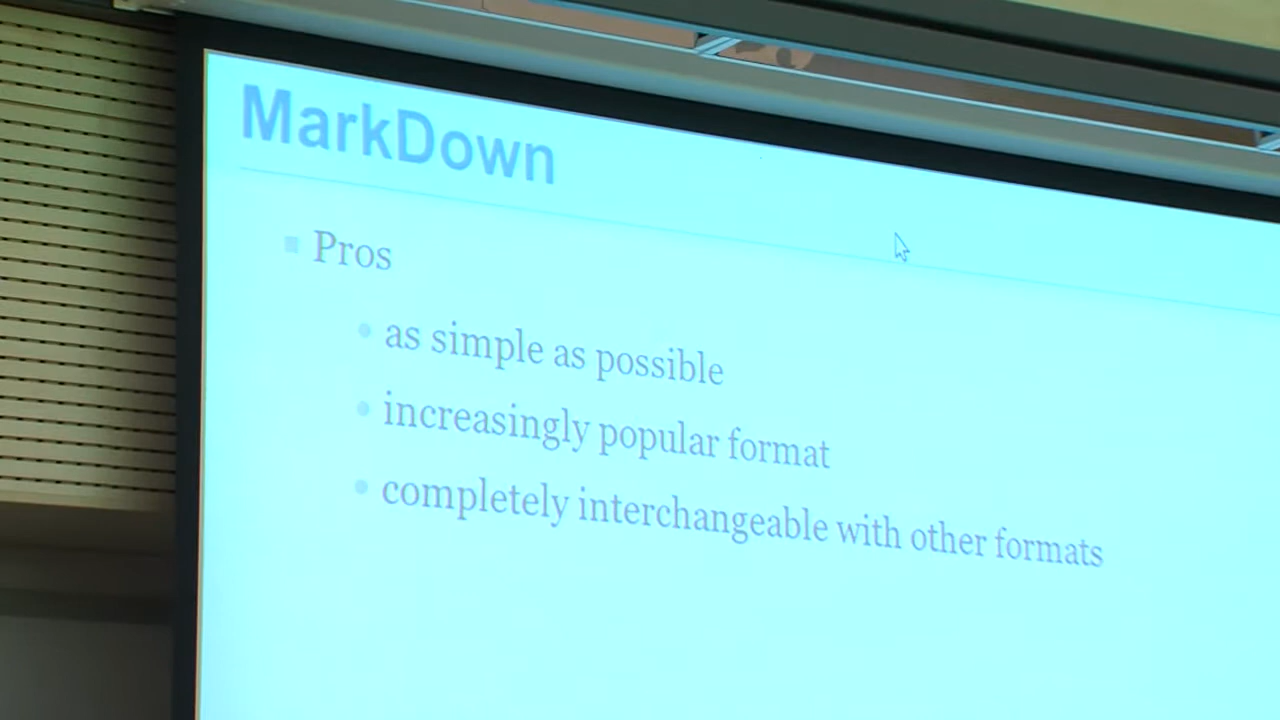 MarkDown
Pros
as simple as possible
increasingly popular format
completely interchangeable with other formats